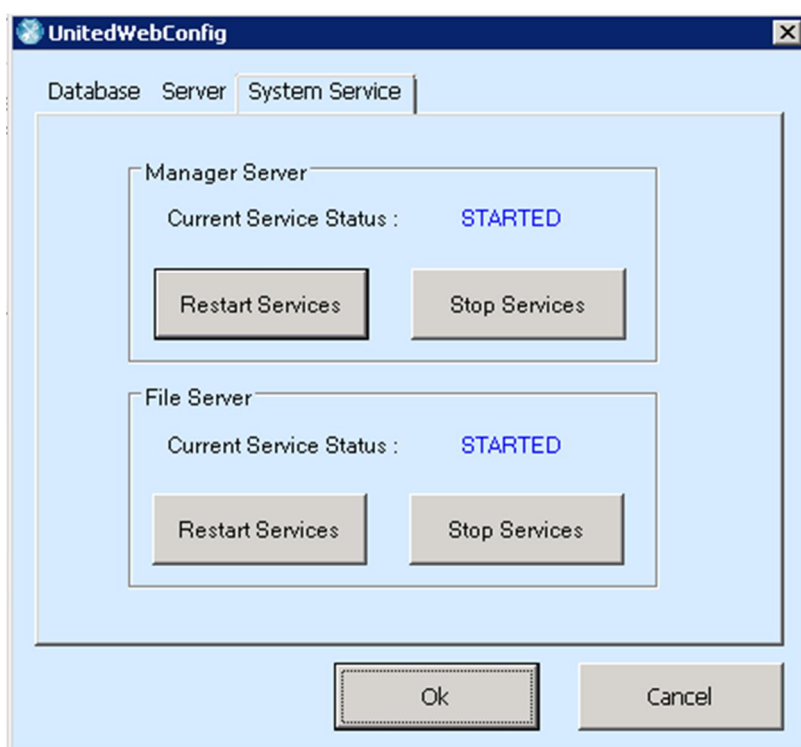 UnitedWebConfig
Database Server System Service
Manager Server
Current Service Status : STARTED
Restart Services Stop Services
File Server
Current Service Status : STARTED
Restart Services Stop Services
Ok Cancel